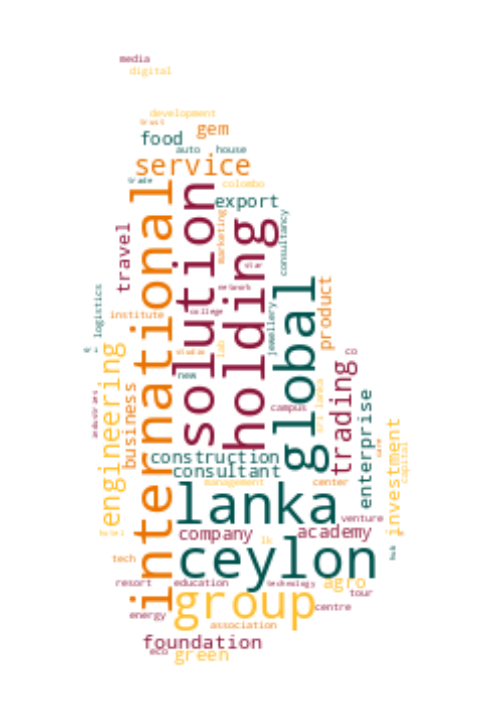 media
digital
development
trust
gem
food
auto
house
service
trade
colombo
international
solution
export
holding
marketing
consultancy
travel
star
global
product
network
logistics
college
institute
jewellery
engineering
studio
lab
co
new
trading
business
enterprise
campus
sri lanka
industries
investment
capital
care
construction
consultant
management
center
lanka
venture
company
academy
hotel
lk
ceylon
hub
tech
resort
education
technology
agro
tour
group
centre
energy
association
foundation
eco
green